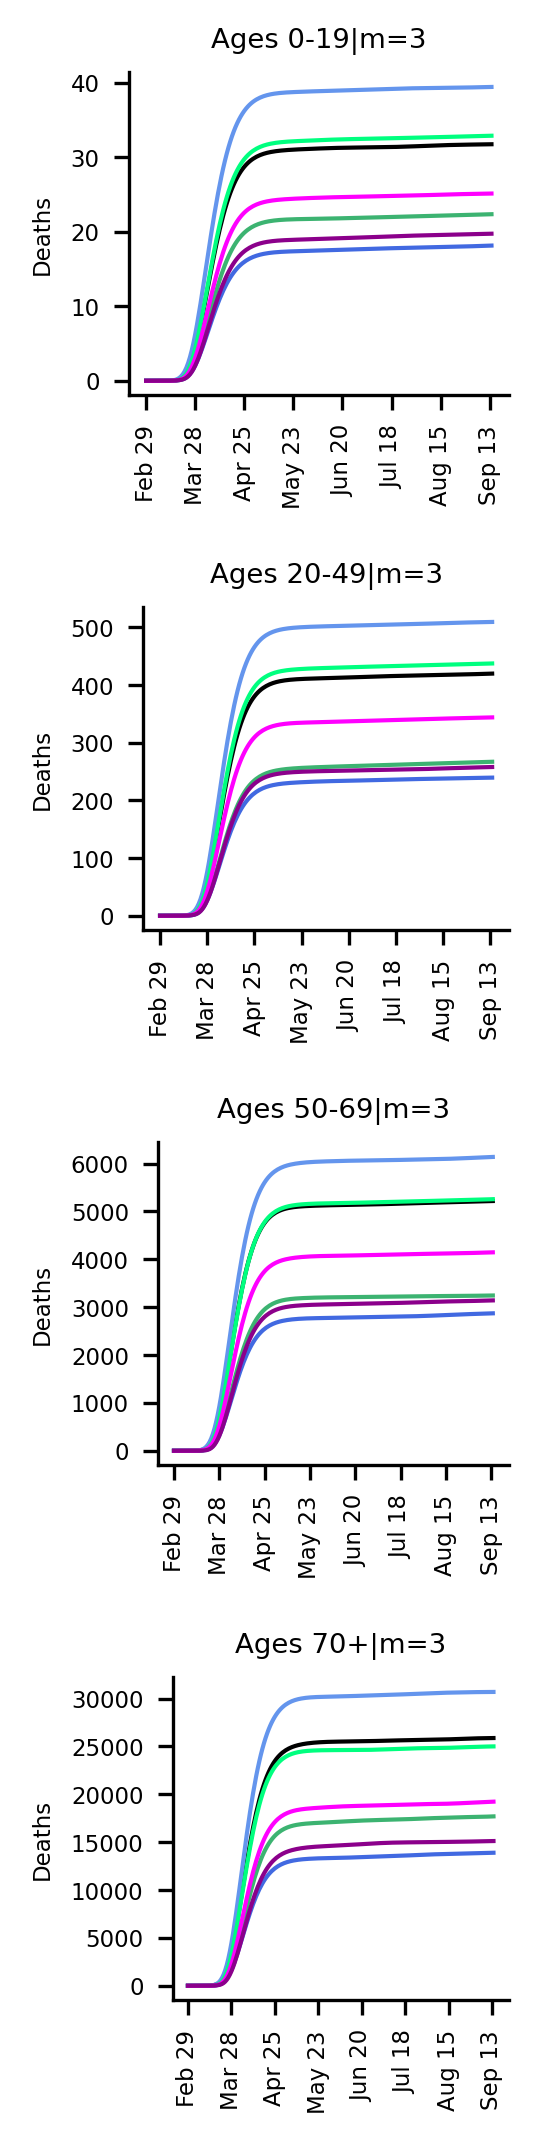 Ages 0-19|m=3
Deaths
40
30
20
10
0
Feb 29
Mar 28
Apr 25
May 23
Jun 20
Jul 18
Aug 15
Sep 13
Ages 20-49|m=3
Deaths
500
400
300
200
100
0
Feb 29
Mar 28
Apr 25
May 23
Jun 20
Jul 18
Aug 15
Sep 13
Ages 50-69|m=3
Deaths
6000
5000
4000
3000
2000
1000
0
Feb 29
Mar 28
Apr 25
May 23
Jun 20
Jul 18
Aug 15
Sep 13
Ages 70+|m=3
Deaths
30000
25000
20000
15000
10000
5000
0
Feb 29
Mar 28
Apr 25
May 23
Jun 20
Jul 18
Aug 15
Sep 13